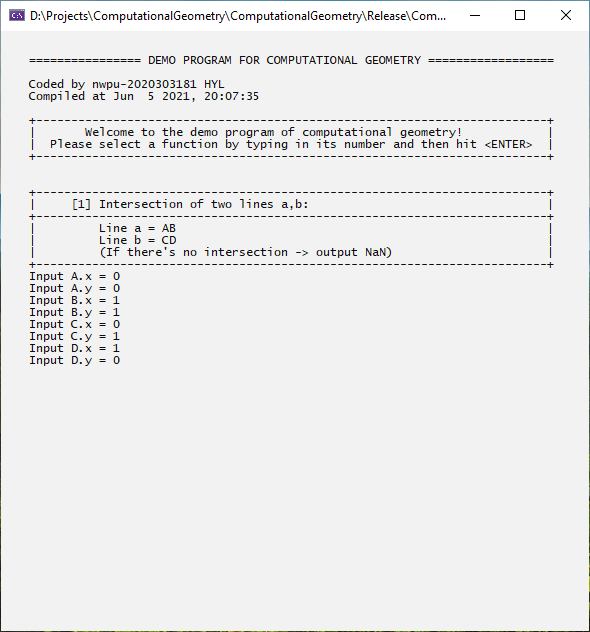 D:\Projects\ComputationalGeometry\ComputationalGeometry\Release\Com...
================ DEMO PROGRAM FOR COMPUTATIONAL GEOMETRY ==================
Coded by nwpu-2020303181 HYL
Compiled at Jun  5 2021, 20:07:35
+-------------------------------------------------------------------------+
|       Welcome to the demo program of computational geometry!            |
|  Please select a function by typing in its number and then hit <ENTER>  |
+-------------------------------------------------------------------------+
+-------------------------------------------------------------------------+
|     [1] Intersection of two lines a,b:                                  |
+-------------------------------------------------------------------------+
|         Line a = AB                                                     |
|         Line b = CD                                                     |
|         (If there's no intersection -> output NaN)                      |
+-------------------------------------------------------------------------+
Input A.x = 0
Input A.y = 0
Input B.x = 1
Input B.y = 1
Input C.x = 0
Input C.y = 1
Input D.x = 1
Input D.y = 0